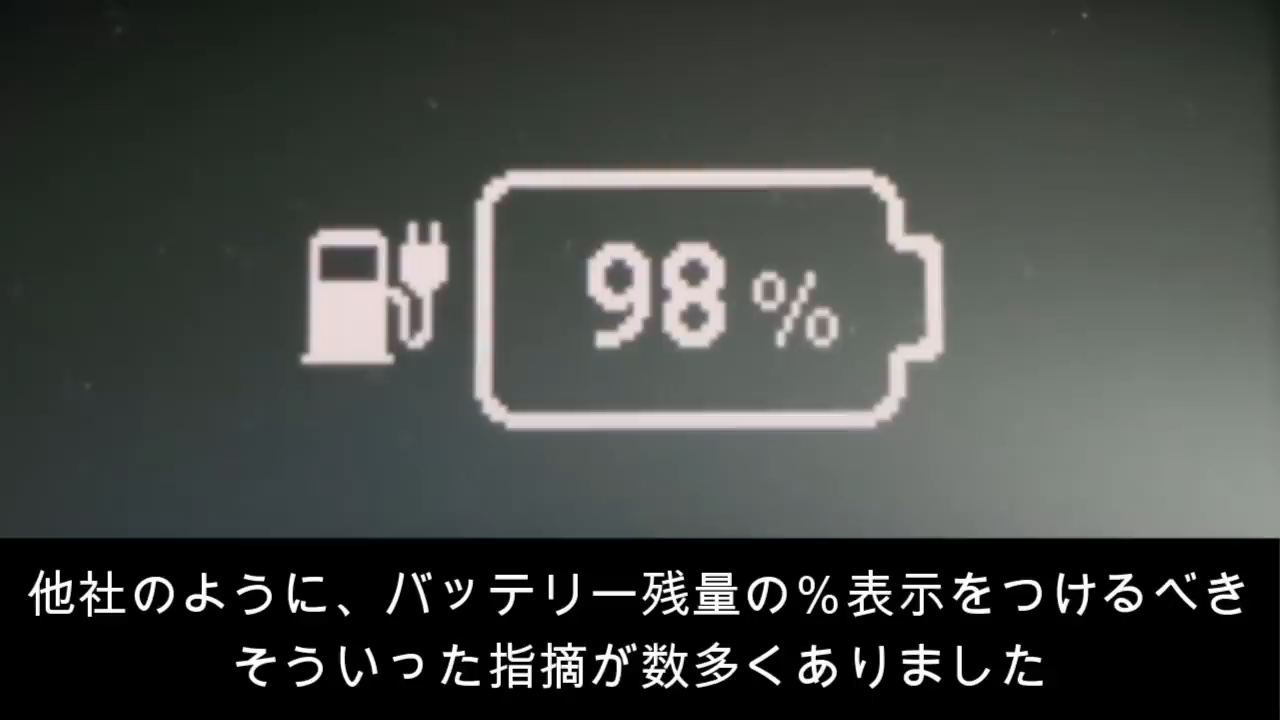 98 %
他社のように、バッテリー残量の％表示をつけるべき
そういった指摘が数多くありました